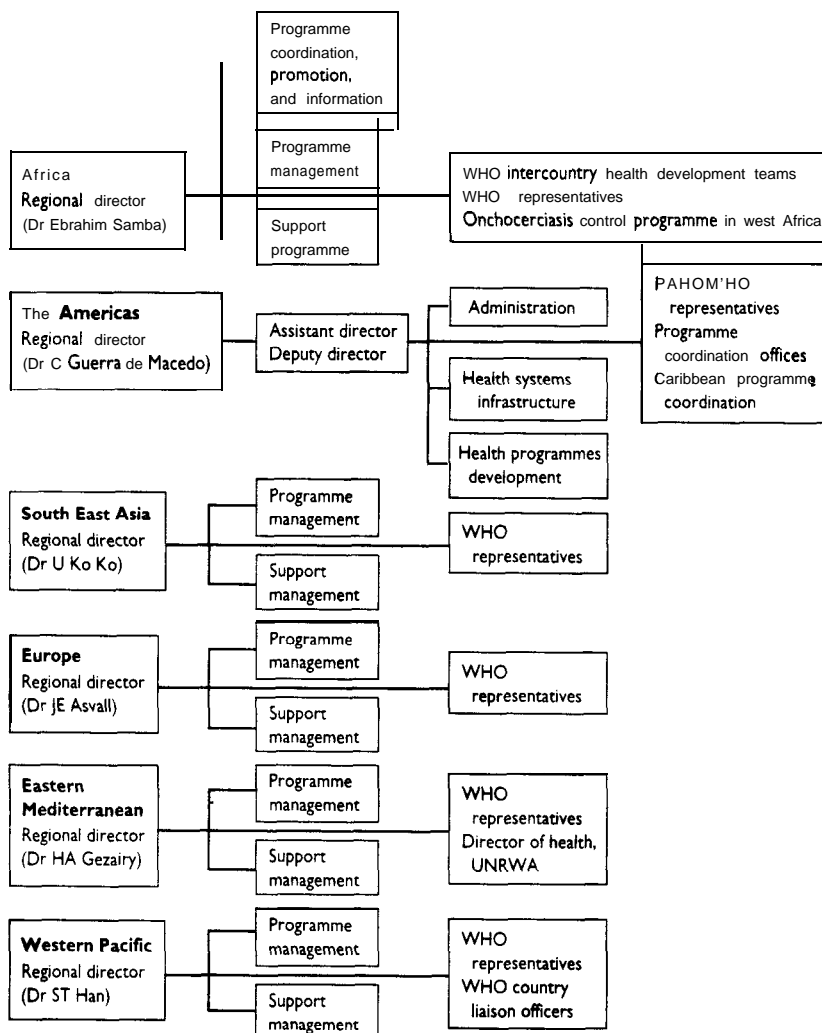 Programme
coordination,
promotion,
and information
Programme
management
Support
programme
Africa
Regional director
(Dr Ebrahim Samba)
WHO intercountry health development teams
WHO representatives
Onchocerciasis control programme in west Africa
The Americas
Regional director
(Dr C Guerra de Macedo)
Assistant director
Deputy director
Administration
Health systems
infrastructure
Health programmes
development
PAHOM'HO
representatives
Programme
coordination offices
Caribbean programme
coordination
South East Asia
Regional director
(Dr U Ko Ko)
Programme
management
Support
management
WHO
representatives
Europe
Regional director
(Dr JE Asvall)
Programme
management
Support
management
WHO
representatives
Eastern
Mediterranean
Regional director
(Dr HA Gezairy)
Programme
management
Support
management
WHO
representatives
Director of health,
UNRWA
Western Pacific
Regional director
(Dr ST Han)
Programme
management
Support
management
WHO
representatives
WHO country
liaison officers